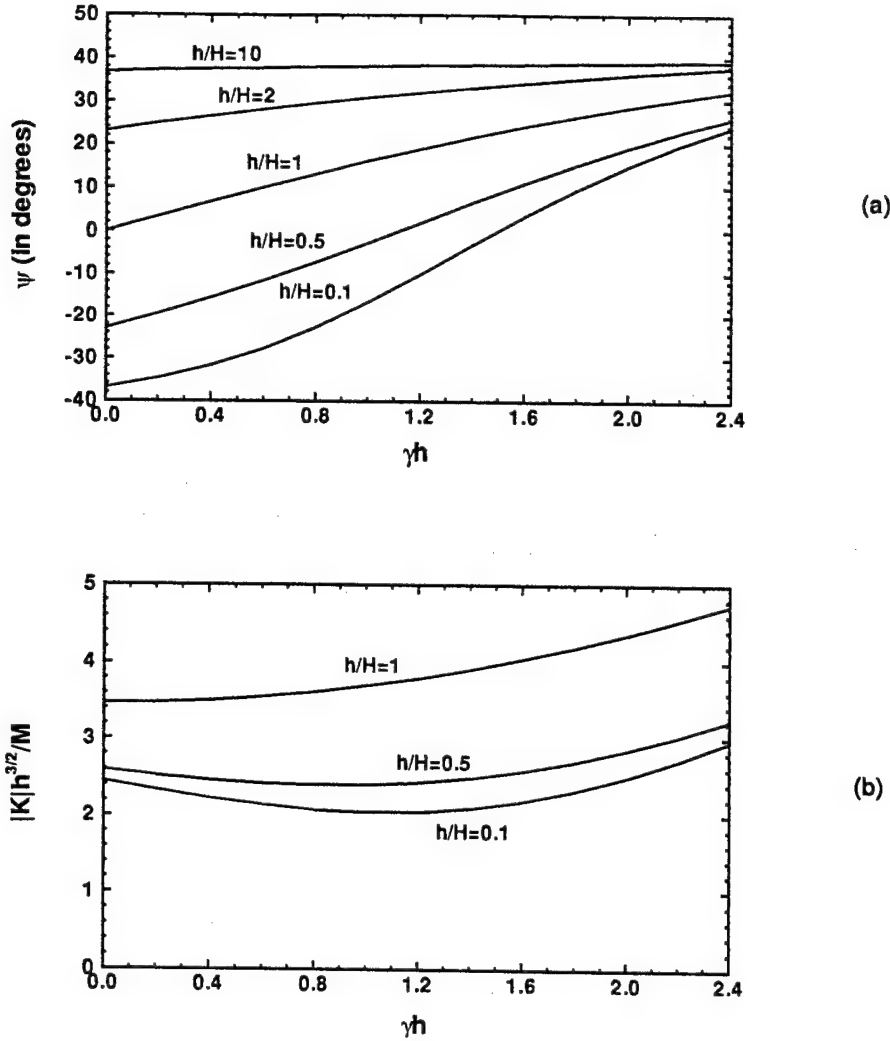 50
40
30
20
10
0
-10
-20
-30
-40
ψ (in degrees)
h/H=10
h/H=2
h/H=1
h/H=0.5
h/H=0.1
0.0 0.4 0.8 1.2 1.6 2.0 2.4
γh
(a)
5
4
3
2
1
0
|K|h^{3/2}/M
h/H=1
h/H=0.5
h/H=0.1
0.0 0.4 0.8 1.2 1.6 2.0 2.4
γh
(b)